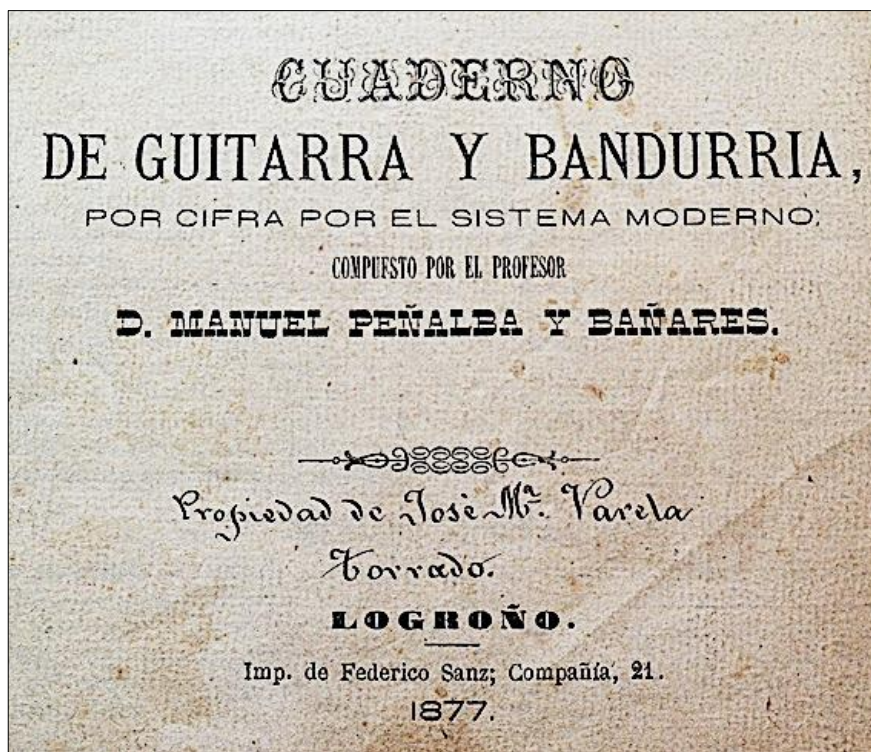 CUADERNO
DE GUITARRA Y BANDURRIA,
POR CIFRA POR EL SISTEMA MODERNO;
COMPUESTO POR EL PROFESOR
D. MANUEL PEÑALBA Y BAÑARES.
Propiedad de José Mª. Varela
Torrado.
LOGROÑO.
Imp. de Federico Sanz; Compañía, 21.
1877.